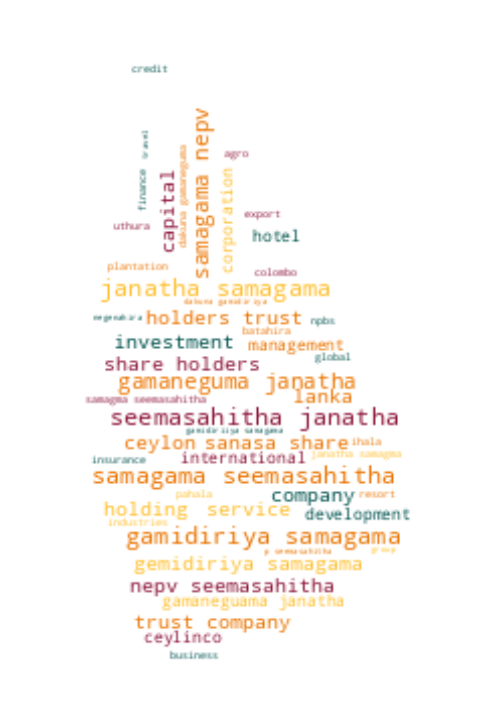 credit
travel
samagama nepv
dakuna gamaneguma
agro
finance
capital
corporation
export
uthura
hotel
plantation
colombo
janatha samagama
dakuna gamidiriya
negenahira
holders trust
npbs
batahira
investment
management
global
share holders
gamaneguma janatha
samagma seemasahitha
lanka
seemasahitha janatha
gamidiriya samagama
ceylon
sanasa share
ihala
insurance
international
janatha samagma
samagama seemasahitha
pahala
company
resort
holding service
development
industries
gamidiriya samagama
p seemasahitha
group
gemidiriya samagama
nepv seemasahitha
gamaneguama janatha
trust company
ceylinco
business